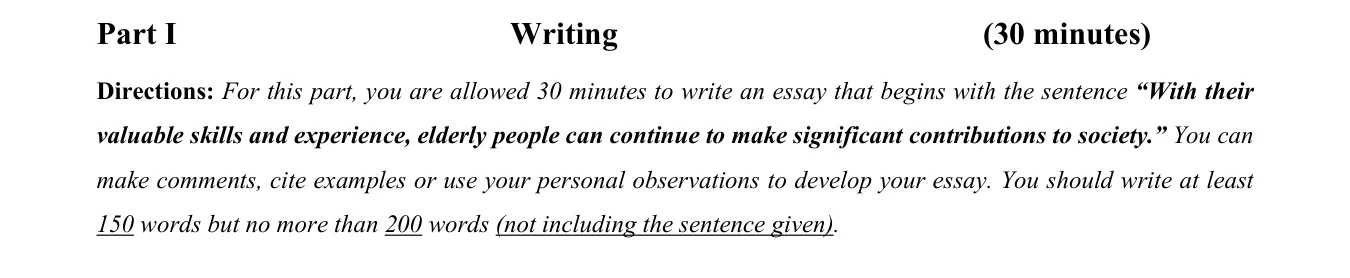 Part I Writing (30 minutes)
Directions: For this part, you are allowed 30 minutes to write an essay that begins with the sentence “With their
valuable skills and experience, elderly people can continue to make significant contributions to society.” You can
make comments, cite examples or use your personal observations to develop your essay. You should write at least
150 words but no more than 200 words (not including the sentence given).